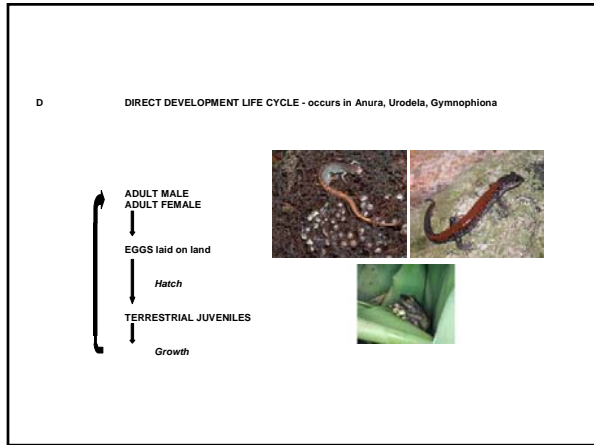 D DIRECT DEVELOPMENT LIFE CYCLE - occurs in Anura, Urodela, Gymnophiona
ADULT MALE
ADULT FEMALE
EGGS laid on land
Hatch
TERRESTRIAL JUVENILES
Growth